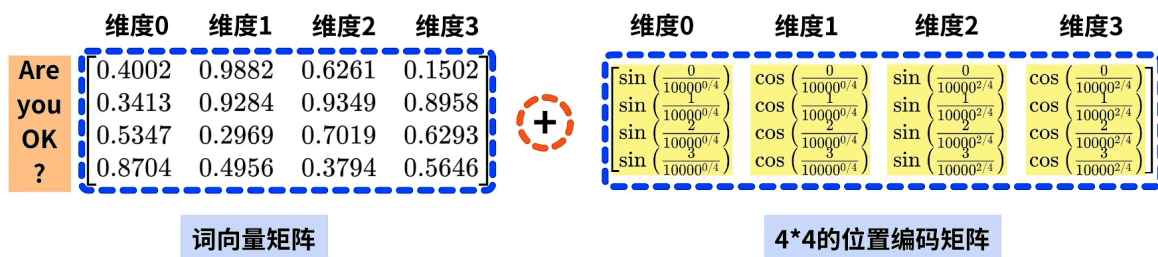 维度0 维度1 维度2 维度3 维度0 维度1 维度2 维度3
Are 0.4002 0.9882 0.6261 0.1502 sin(0/10000^{0/4}) cos(0/10000^{0/4}) sin(0/10000^{2/4}) cos(0/10000^{2/4})
you 0.3413 0.9284 0.9349 0.8958 + sin(1/10000^{0/4}) cos(1/10000^{0/4}) sin(1/10000^{2/4}) cos(1/10000^{2/4})
OK 0.5347 0.2969 0.7019 0.6293 sin(2/10000^{0/4}) cos(2/10000^{0/4}) sin(2/10000^{2/4}) cos(2/10000^{2/4})
? 0.8704 0.4956 0.3794 0.5646 sin(3/10000^{0/4}) cos(3/10000^{0/4}) sin(3/10000^{2/4}) cos(3/10000^{2/4})
词向量矩阵 4*4的位置编码矩阵